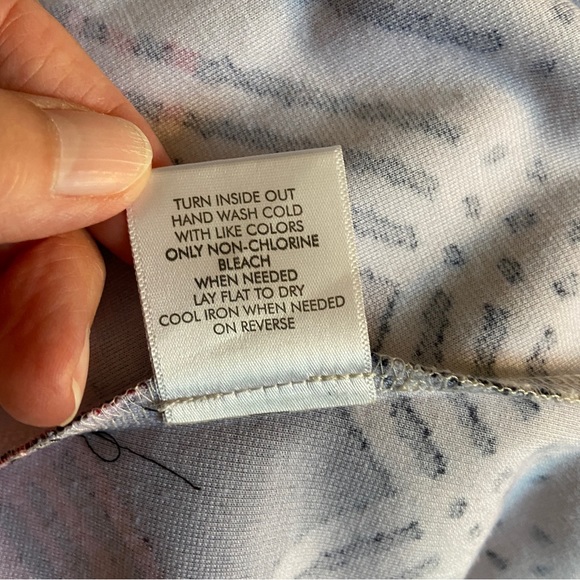 TURN INSIDE OUT
HAND WASH COLD
WITH LIKE COLORS
ONLY NON-CHLORINE
BLEACH
WHEN NEEDED
LAY FLAT TO DRY
COOL IRON WHEN NEEDED
ON REVERSE